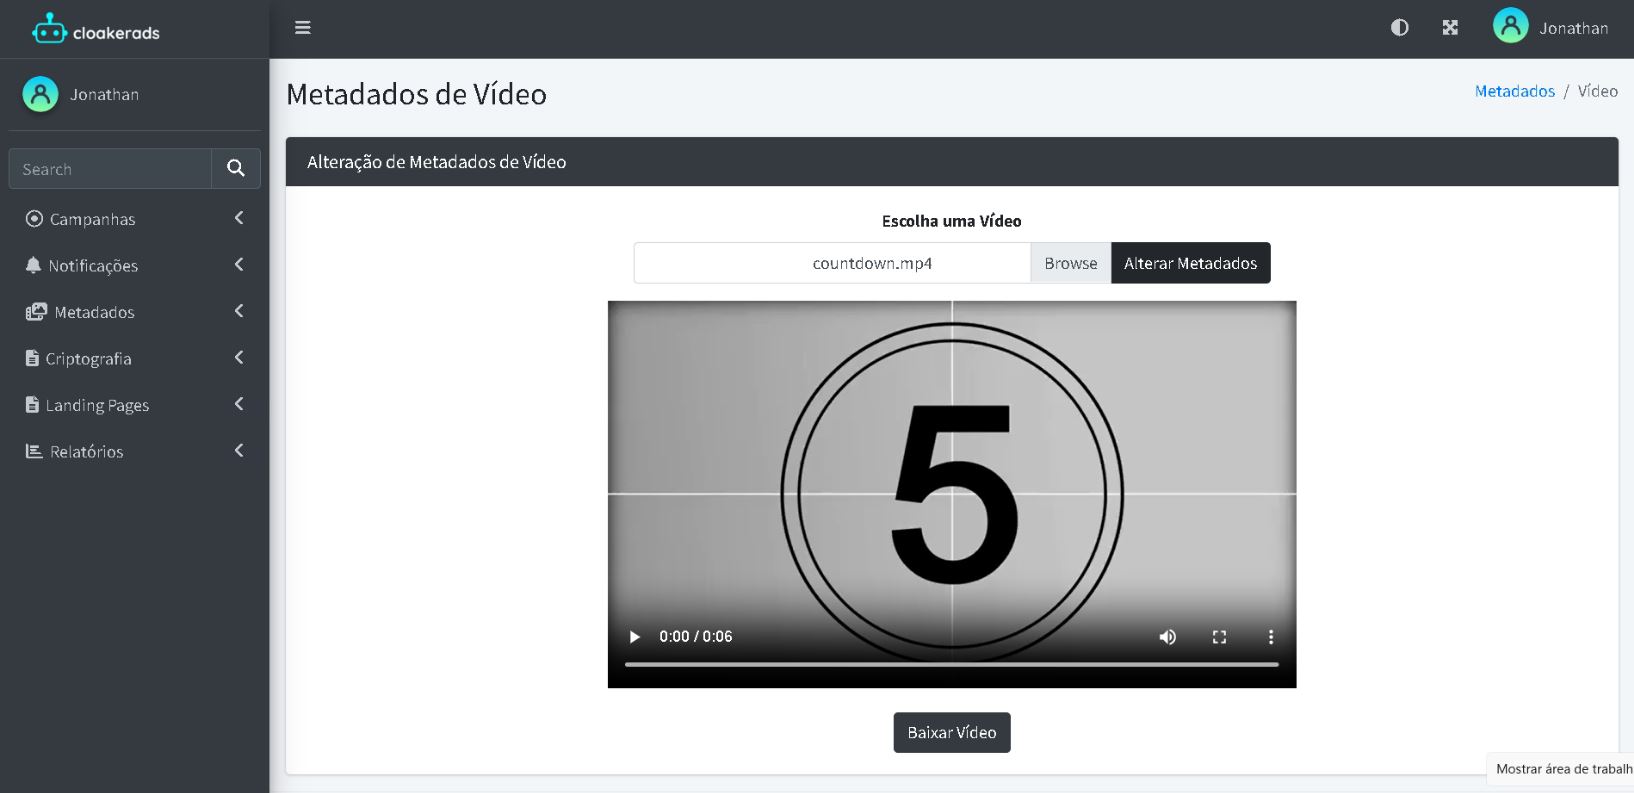 cloakerads
Jonathan
Jonathan
Search
Campanhas
Notificações
Metadados
Criptografia
Landing Pages
Relatórios
Metadados de Vídeo
Metadados / Vídeo
Alteração de Metadados de Vídeo
Escolha uma Vídeo
countdown.mp4 Browse Alterar Metadados
5
0:00 / 0:06
Baixar Vídeo
Mostrar área de trabalh